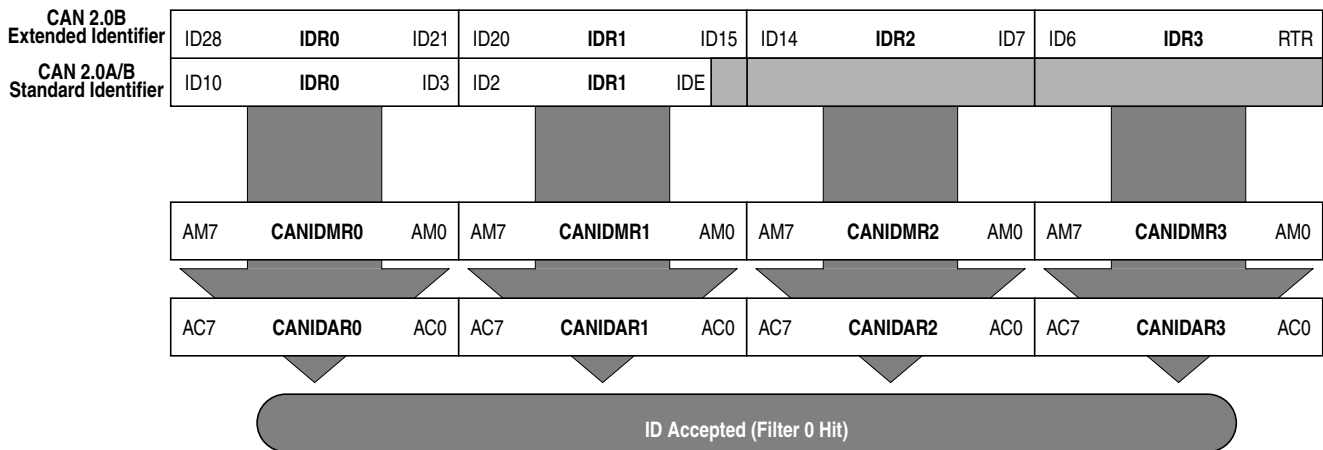 CAN 2.0B
Extended Identifier
ID28 IDR0 ID21 ID20 IDR1 ID15 ID14 IDR2 ID7 ID6 IDR3 RTR
CAN 2.0A/B
Standard Identifier
ID10 IDR0 ID3 ID2 IDR1 IDE
AM7 CANIDMR0 AM0 AM7 CANIDMR1 AM0 AM7 CANIDMR2 AM0 AM7 CANIDMR3 AM0
AC7 CANIDAR0 AC0 AC7 CANIDAR1 AC0 AC7 CANIDAR2 AC0 AC7 CANIDAR3 AC0
ID Accepted (Filter 0 Hit)